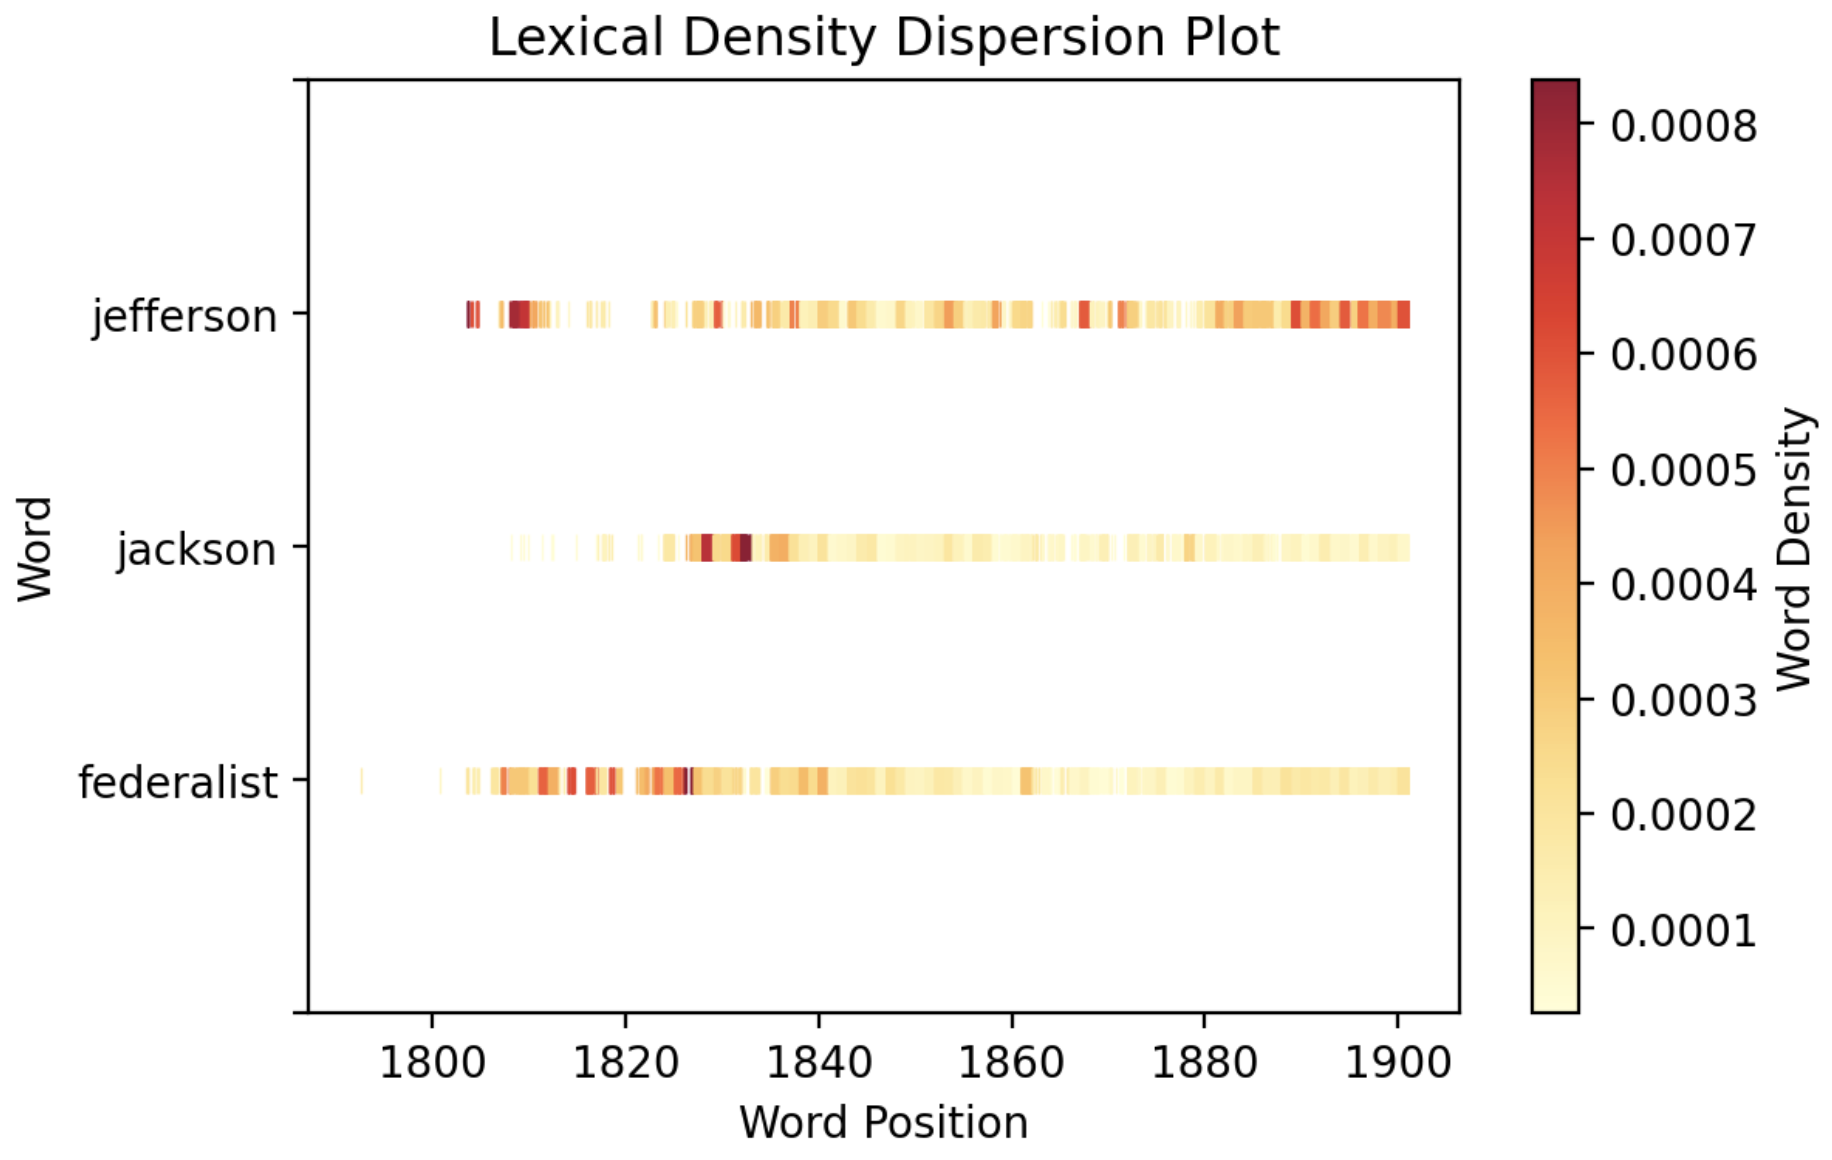 Lexical Density Dispersion Plot
jefferson
jackson
federalist
Word
1800 1820 1840 1860 1880 1900
Word Position
0.0008
0.0007
0.0006
0.0005
0.0004
0.0003
0.0002
0.0001
Word Density